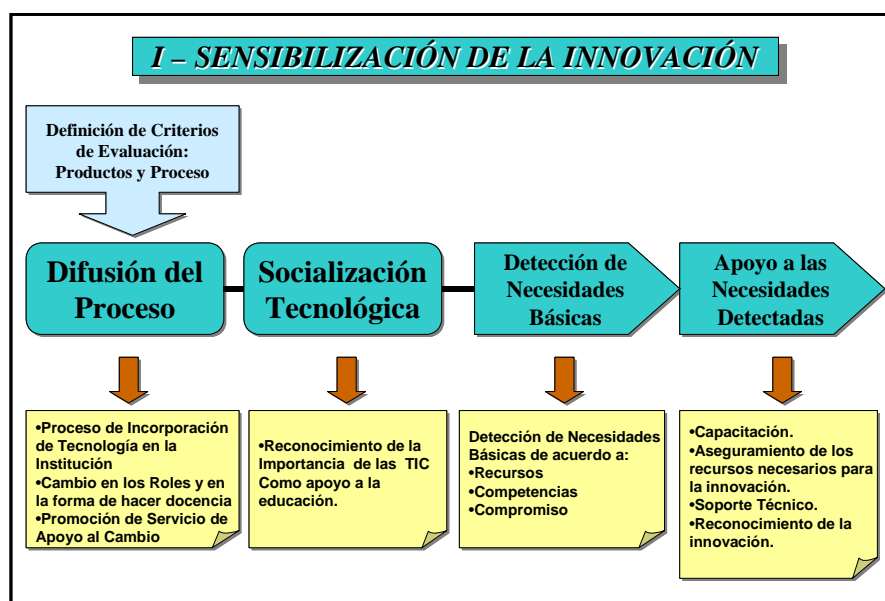 I – SENSIBILIZACIÓN DE LA INNOVACIÓN
Definición de Criterios
de Evaluación:
Productos y Proceso
Difusión del
Proceso
Socialización
Tecnológica
Detección de
Necesidades
Básicas
Apoyo a las
Necesidades
Detectadas
•Proceso de Incorporación
de Tecnología en la
Institución
•Cambio en los Roles y en
la forma de hacer docencia
•Promoción de Servicio de
Apoyo al Cambio
•Reconocimiento de la
Importancia de las TIC
Como apoyo a la
educación.
Detección de Necesidades
Básicas de acuerdo a:
•Recursos
•Competencias
•Compromiso
•Capacitación.
•Aseguramiento de los
recursos necesarios para
la innovación.
•Soporte Técnico.
•Reconocimiento de la
innovación.